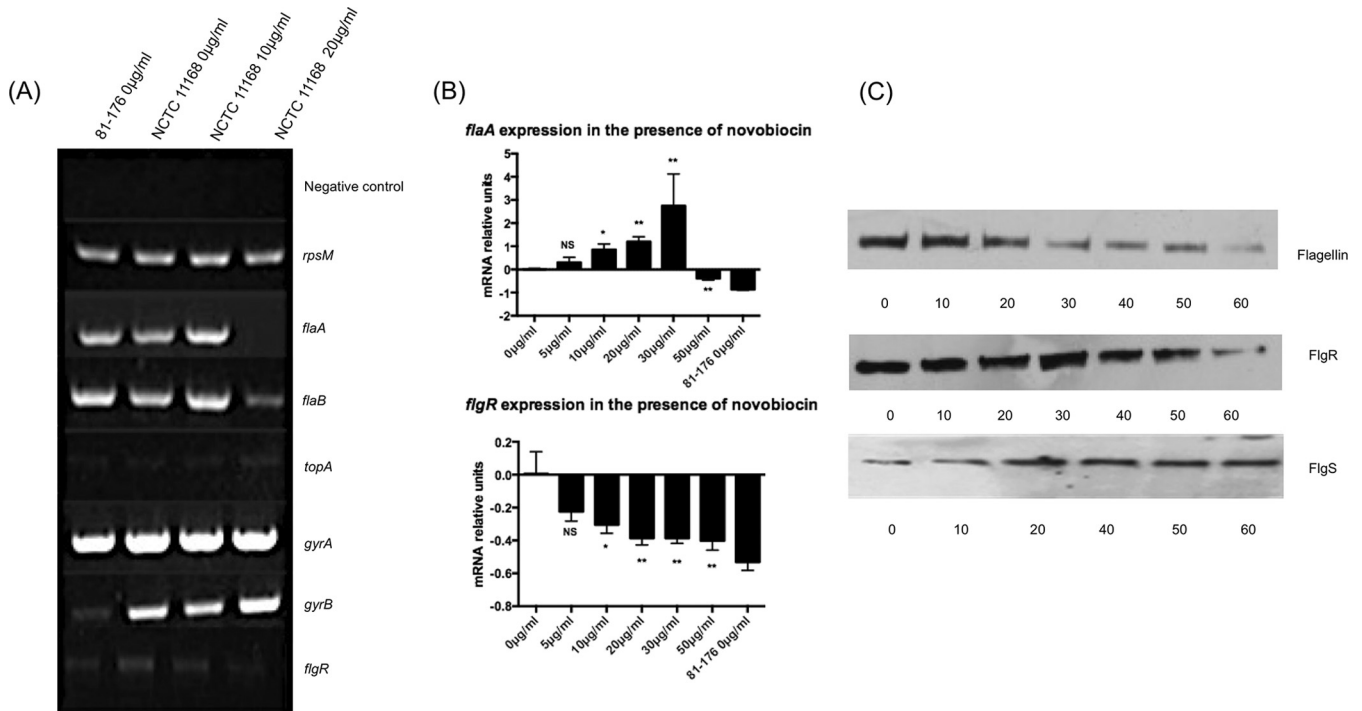 (A)
81-176 0µg/ml
NCTC 11168 0µg/ml
NCTC 11168 10µg/ml
NCTC 11168 20µg/ml
Negative control
rpsM
flaA
flaB
topA
gyrA
gyrB
flgR
(B)
flaA expression in the presence of novobiocin
mRNA relative units
5
4
3
2
1
0
-1
-2
NS
*
**
**
**
0µg/ml
5µg/ml
10µg/ml
20µg/ml
30µg/ml
50µg/ml
81-176 0µg/ml
flgR expression in the presence of novobiocin
mRNA relative units
0.2
0.0
-0.2
-0.4
-0.6
-0.8
NS
*
**
**
**
0µg/ml
5µg/ml
10µg/ml
20µg/ml
30µg/ml
50µg/ml
81-176 0µg/ml
(C)
Flagellin
0 10 20 30 40 50 60
FlgR
0 10 20 30 40 50 60
FlgS
0 10 20 40 50 60